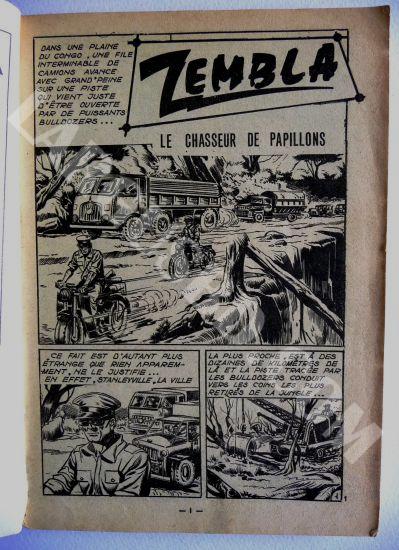 DANS UNE PLAINE
DU CONGO, UNE FILE
INTERMINABLE DE
CAMIONS AVANCE
AVEC GRAND'PEINE
SUR UNE PISTE
QUI VIENT JUSTE
D'ÊTRE OUVERTE
PAR DE PUISSANTS
BULLDOZERS...
ZEMBLA
LE CHASSEUR DE PAPILLONS
CE FAIT EST D'AUTANT PLUS
ÉTRANGE QUE RIEN APPAREM-
MENT, NE LE JUSTIFIE...
EN EFFET, STANLEYVILLE, LA VILLE
LA PLUS PROCHE, EST À DES
DIZAINES DE KILOMÈTRES DE
LÀ ET LA PISTE TRACÉE PAR
LES BULLDOZERS CONDUIT
VERS LES COINS LES PLUS
RETIRÉS DE LA JUNGLE...
— 1 —